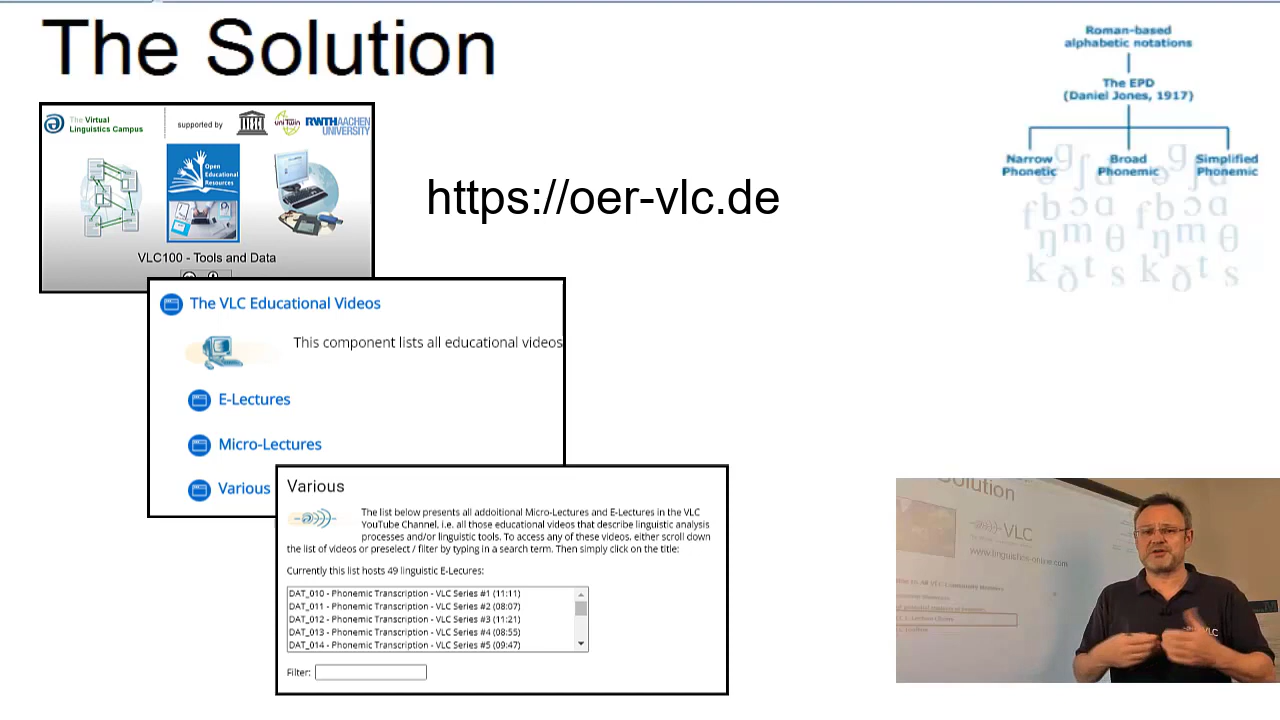 The Solution
The Virtual
Linguistics Campus
supported by
uni Twin
RWTHAACHEN
UNIVERSITY
Open
Educational
Resources
VLC100 - Tools and Data
https://oer-vlc.de
Roman-based
alphabetic notations
The EPD
(Daniel Jones, 1917)
Narrow
Phonetic
Broad
Phonemic
Simplified
Phonemic
The VLC Educational Videos
This component lists all educational videos
E-Lectures
Micro-Lectures
Various
Various
The list below presents all addoitional Micro-Lectures and E-Lectures in the VLC
YouTube Channel, i.e. all those educational videos that describe linguistic analysis
processes and/or linguistic tools. To access any of these videos, either scroll down
the list of videos or preselect / filter by typing in a search term. Then simply click on the title:
Currently this list hosts 49 linguistic E-Lecures:
DAT_010 - Phonemic Transcription - VLC Series #1 (11:11)
DAT_011 - Phonemic Transcription - VLC Series #2 (08:07)
DAT_012 - Phonemic Transcription - VLC Series #3 (11:21)
DAT_013 - Phonemic Transcription - VLC Series #4 (08:55)
DAT_014 - Phonemic Transcription - VLC Series #5 (09:47)
Filter:
Solution
VLC
www.linguistics-online.com